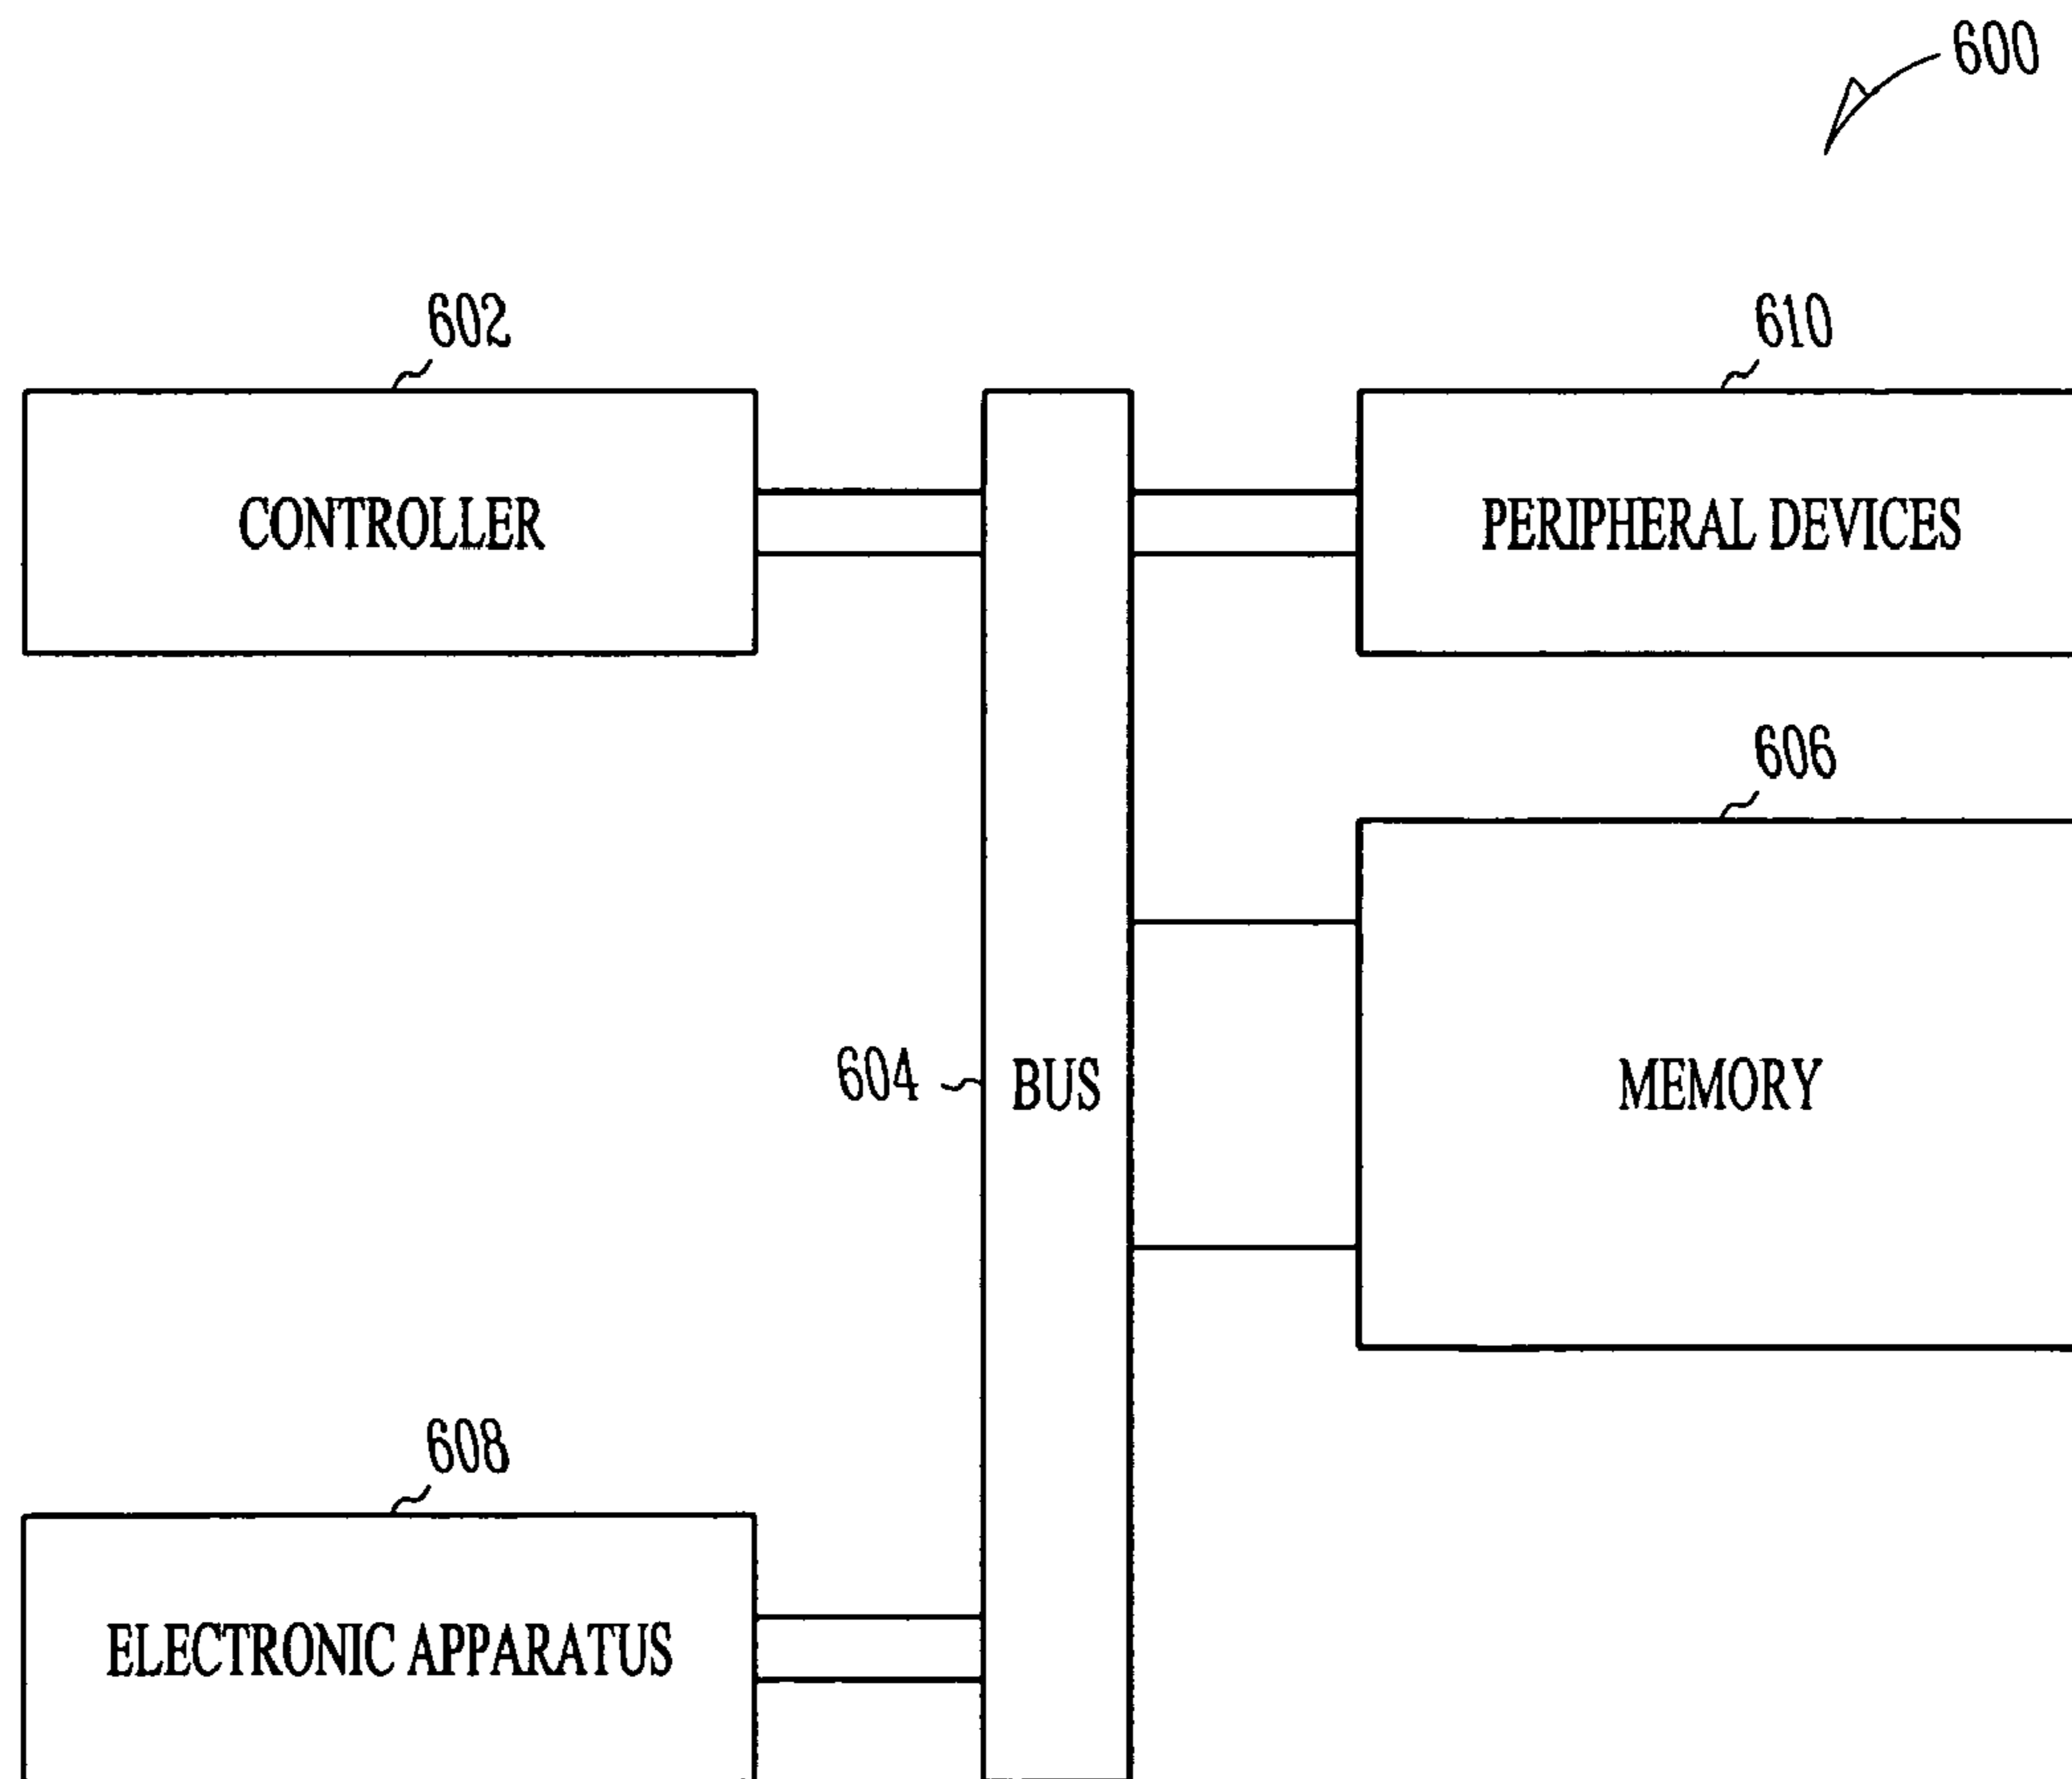 600
602
610
CONTROLLER
PERIPHERAL DEVICES
606
604
BUS
MEMORY
608
ELECTRONIC APPARATUS